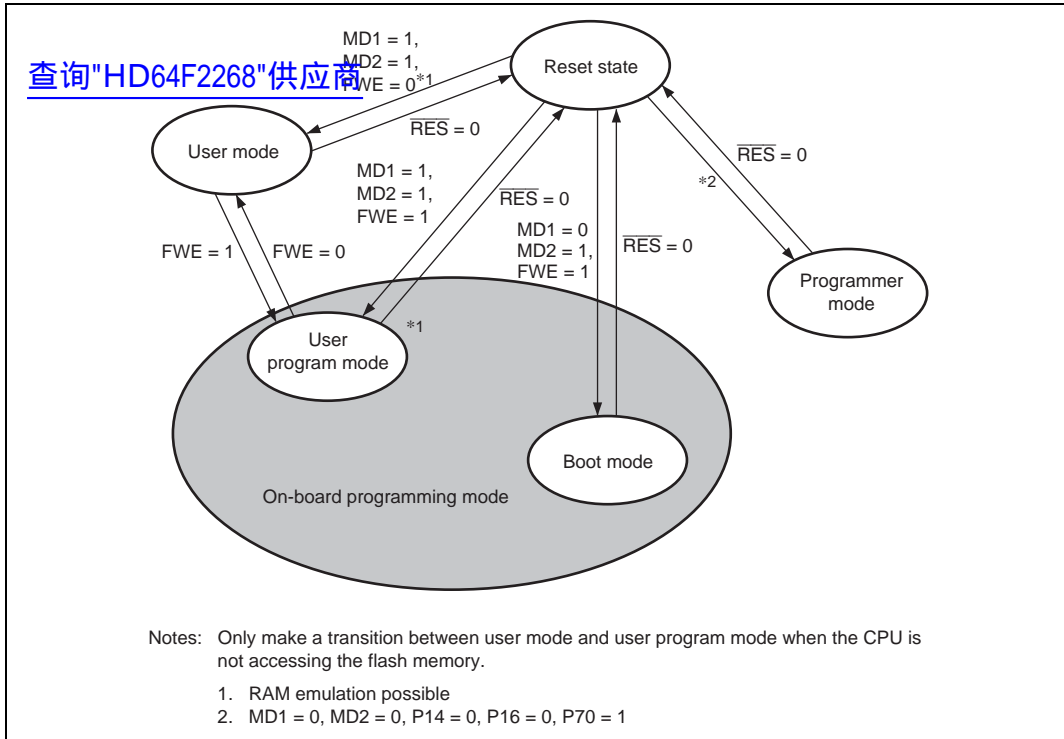 MD1 = 1,
MD2 = 1,
FWE = 0*1
查询"HD64F2268"供应商
Reset state
RES = 0
User mode
RES = 0
MD1 = 1,
MD2 = 1,
FWE = 1
*2
RES = 0
MD1 = 0
MD2 = 1,
FWE = 1
RES = 0
FWE = 1
FWE = 0
Programmer
mode
*1
User
program mode
Boot mode
On-board programming mode
Notes: Only make a transition between user mode and user program mode when the CPU is
not accessing the flash memory.
1. RAM emulation possible
2. MD1 = 0, MD2 = 0, P14 = 0, P16 = 0, P70 = 1